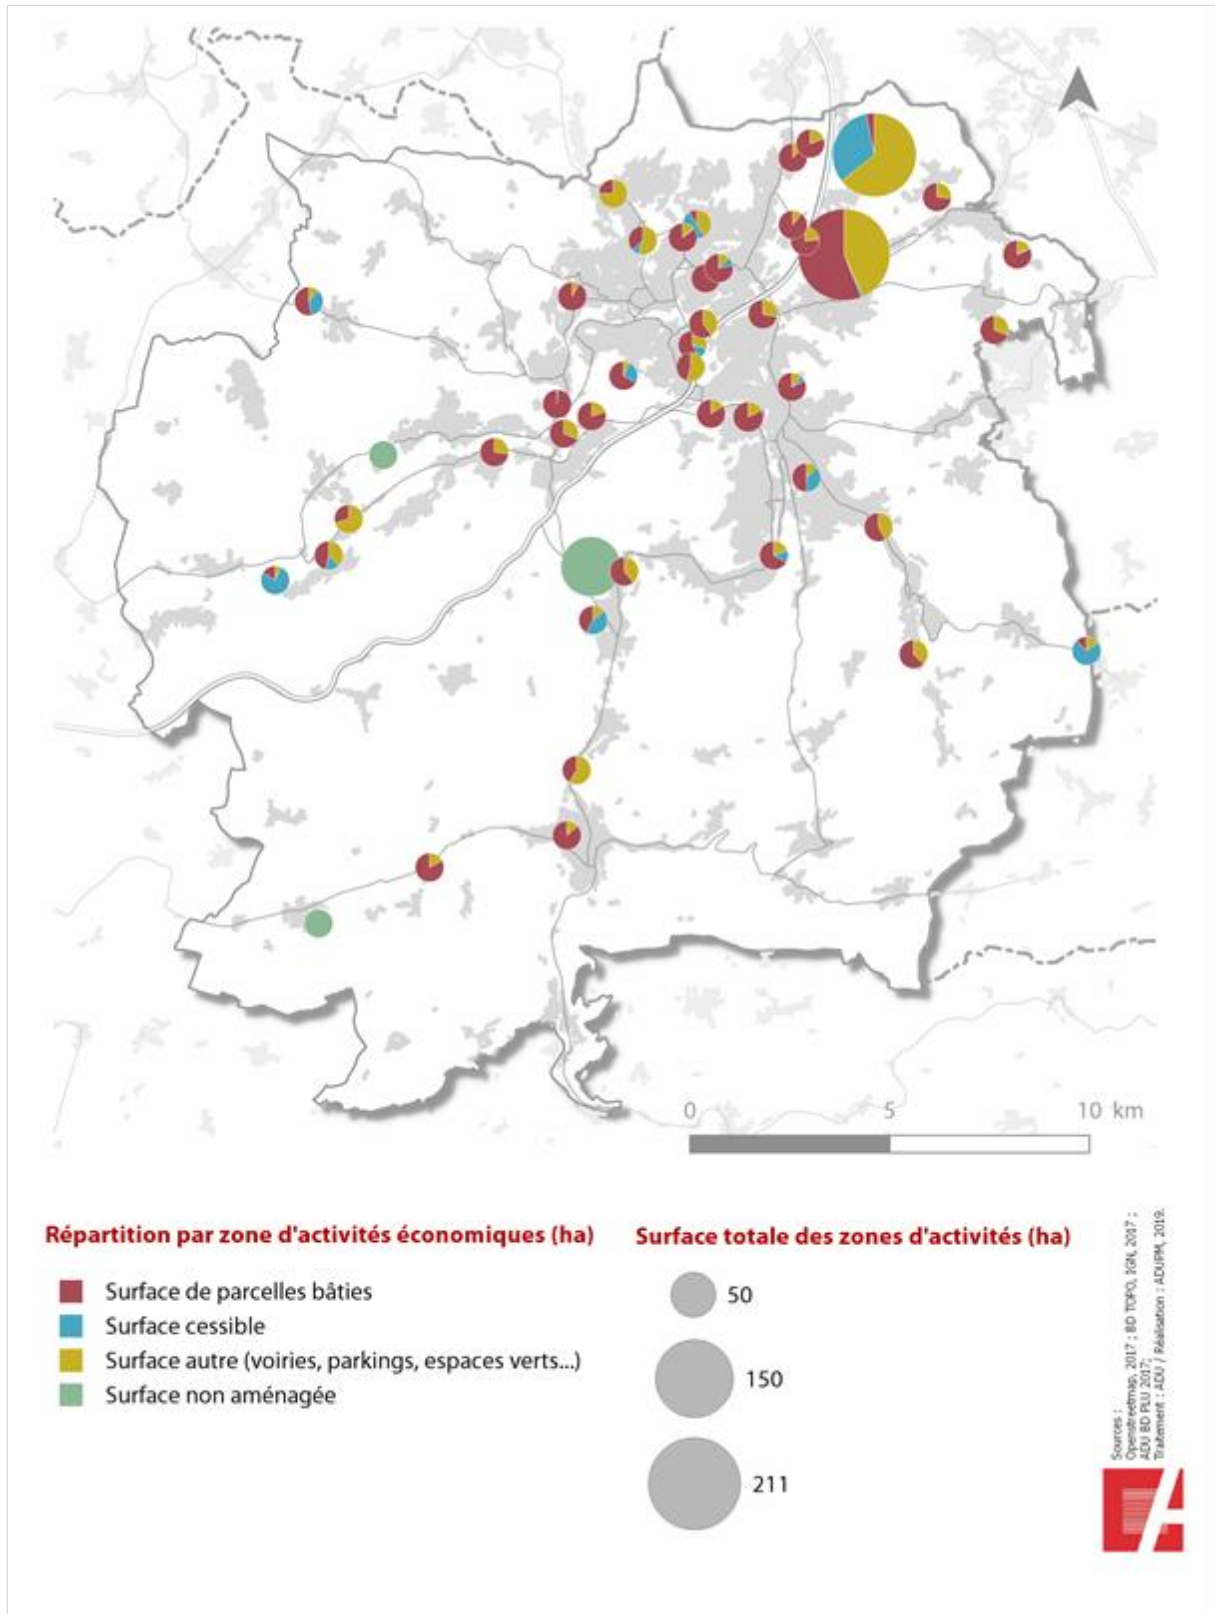 0 5 10 km
Répartition par zone d'activités économiques (ha)
Surface de parcelles bâties
Surface cessible
Surface autre (voiries, parkings, espaces verts...)
Surface non aménagée
Surface totale des zones d'activités (ha)
50
150
211
Sources :
Openstreetmap, 2017 ; BD TOPO, IGN, 2017 ;
ADU BD PLU 2017;
Traitement : ADU / Réalisation : ADUPM, 2019.